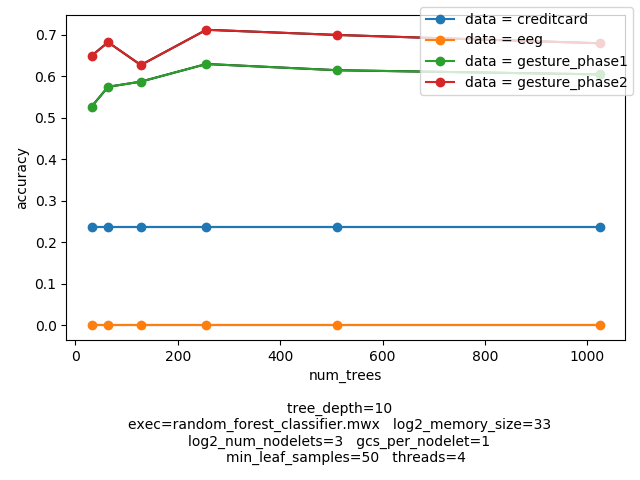 data = creditcard
data = eeg
data = gesture_phase1
data = gesture_phase2
0.7
0.6
0.5
0.4
0.3
0.2
0.1
0.0
accuracy
0 200 400 600 800 1000
num_trees
tree_depth=10
exec=random_forest_classifier.mwx log2_memory_size=33
log2_num_nodelets=3 gcs_per_nodelet=1
min_leaf_samples=50 threads=4